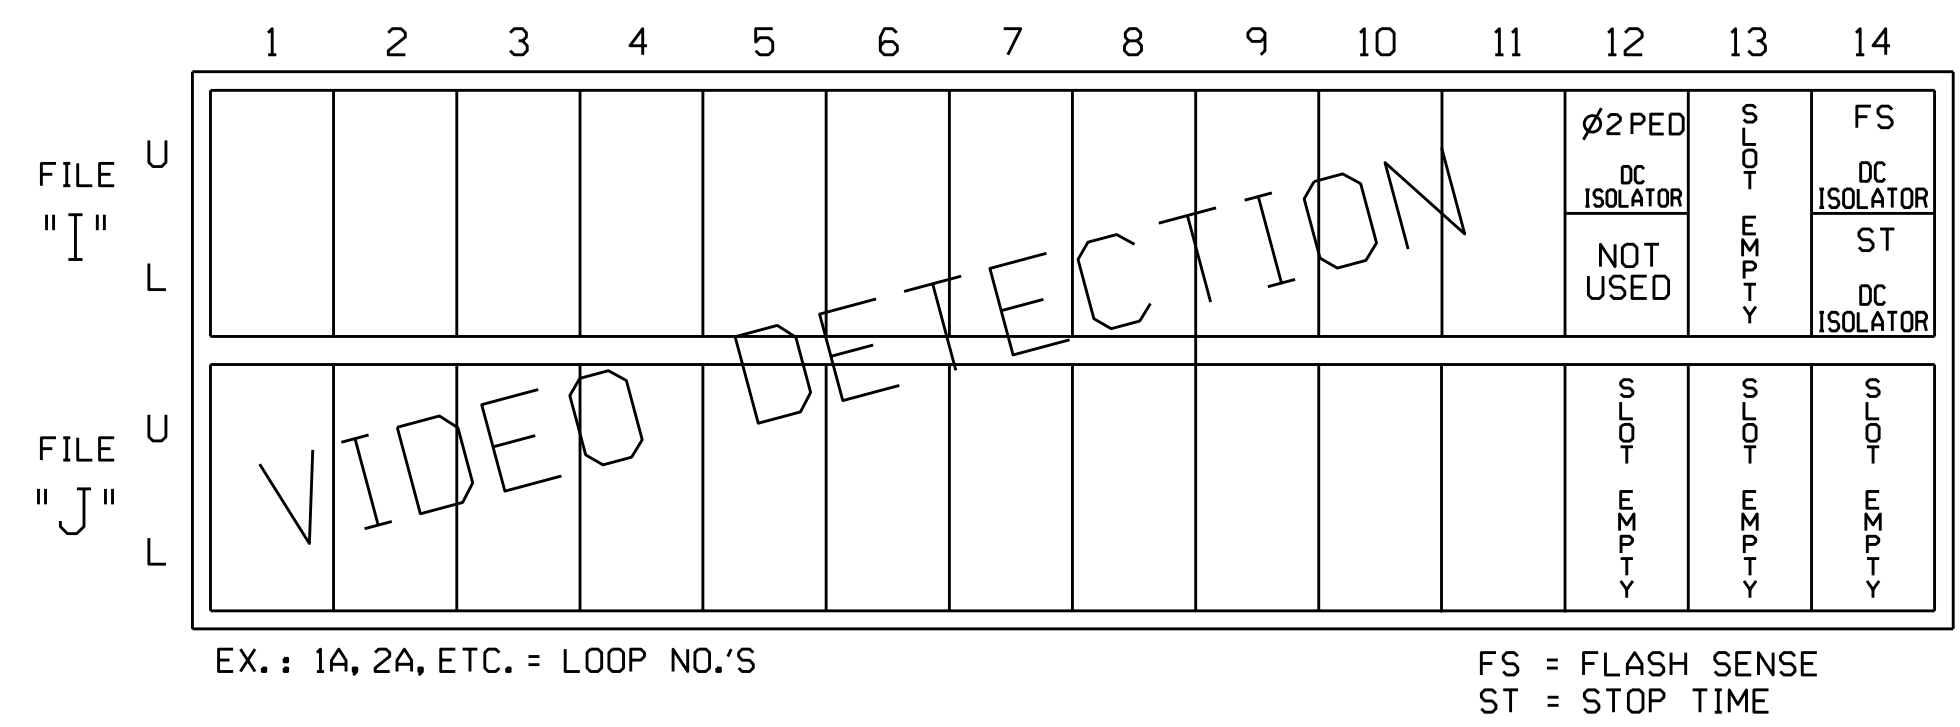 1 2 3 4 5 6 7 8 9 10 11 12 13 14
FILE
"I"
U
L
Ø2 PED
DC
ISOLATOR
NOT
USED
SLOT EMPTY
FS
DC
ISOLATOR
ST
DC
ISOLATOR
VIDEO DETECTION
FILE
"J"
U
L
SLOT EMPTY
SLOT EMPTY
SLOT EMPTY
EX.: 1A, 2A, ETC. = LOOP NO.'S
FS = FLASH SENSE
ST = STOP TIME